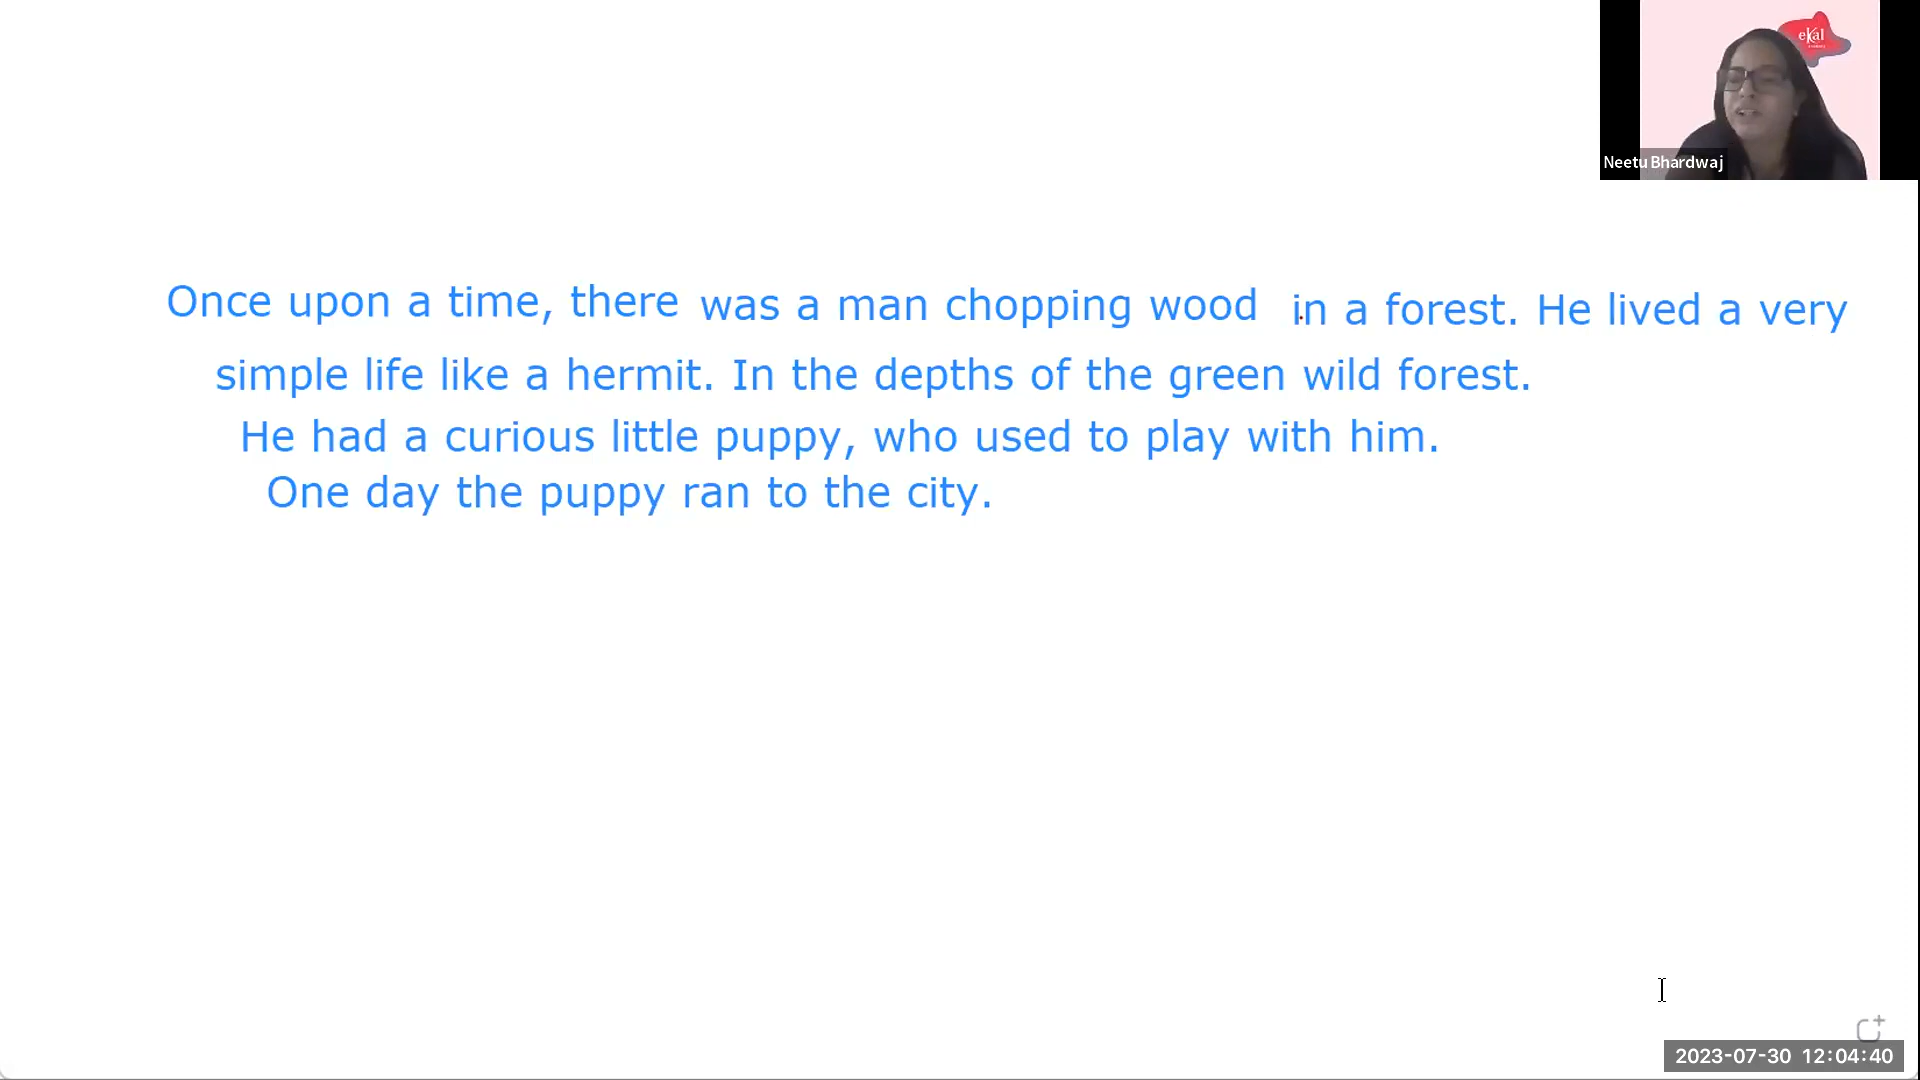 ekal
Neetu Bhardwaj
Once upon a time, there was a man chopping wood in a forest. He lived a very
simple life like a hermit. In the depths of the green wild forest.
He had a curious little puppy, who used to play with him.
One day the puppy ran to the city.
2023-07-30 12:04:40